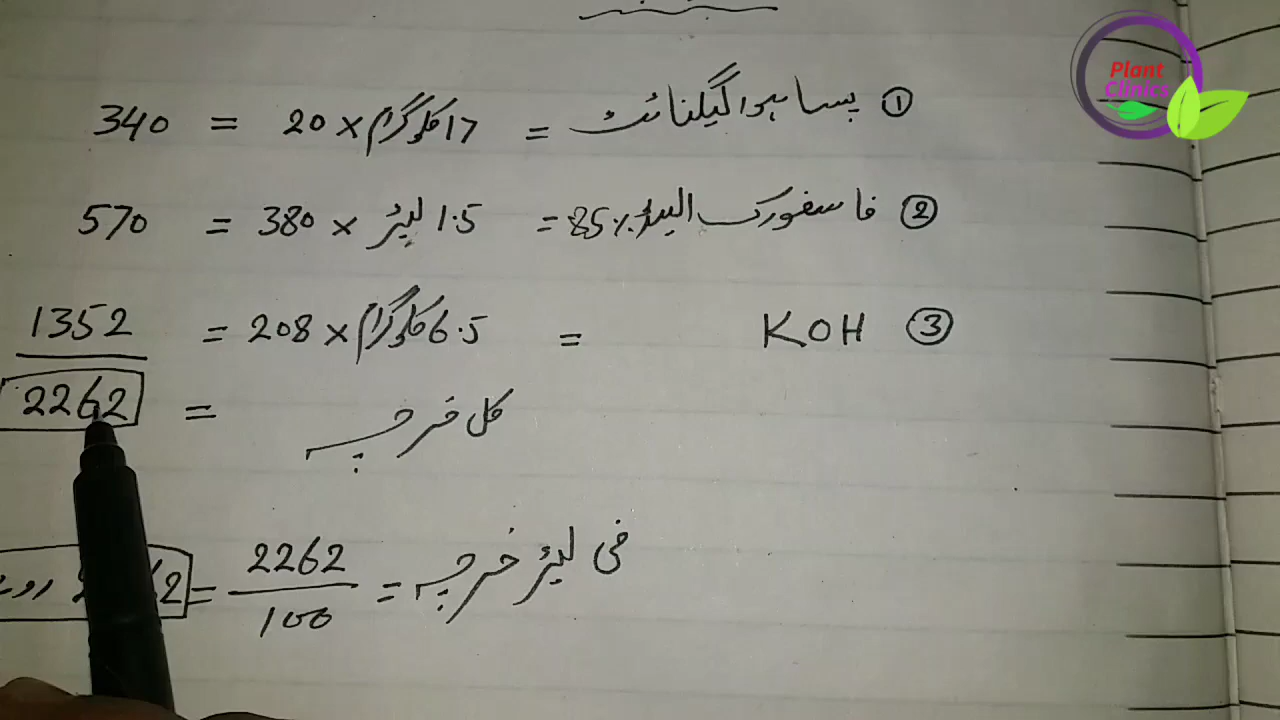 Plant
Clinics
① پسا ہوا لیگنائٹ = 17 کلوگرام × 20 = 340
② فاسفورک ایسڈ 85% = 1.5 لیٹر × 380 = 570
③ KOH = 6.5 کلوگرام × 208 = 1352
کل خرچہ = 2262
فی لیٹر خرچہ = 2262/100 =